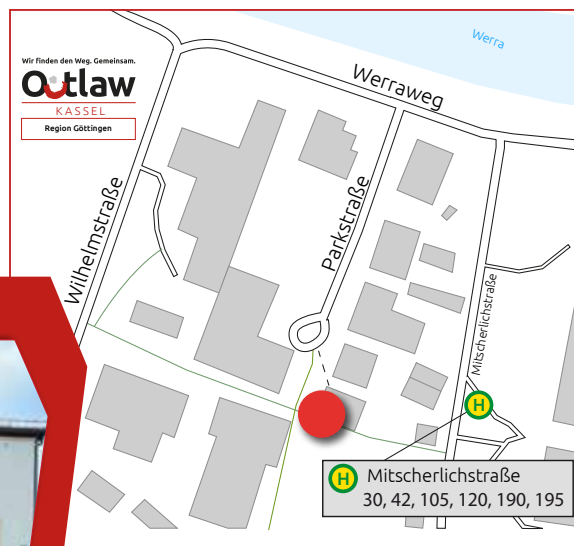 Wir finden den Weg. Gemeinsam.
Outlaw
KASSEL
Region Göttingen
Werra
Werraweg
Wilhelmstraße
Parkstraße
Mitscherlichstraße
H
H Mitscherlichstraße
30, 42, 105, 120, 190, 195